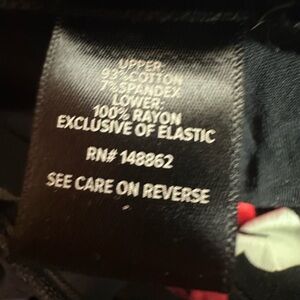 UPPER:
93%COTTON
7%SPANDEX
LOWER:
100% RAYON
EXCLUSIVE OF ELASTIC
RN# 148862
SEE CARE ON REVERSE